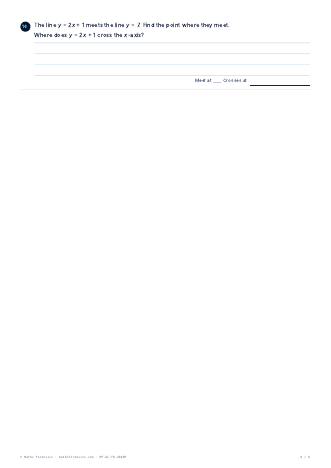 10 The line y = 2x + 1 meets the line y = 7. Find the point where they meet.
Where does y = 2x + 1 cross the x-axis?
Meet at ___ Crosses at